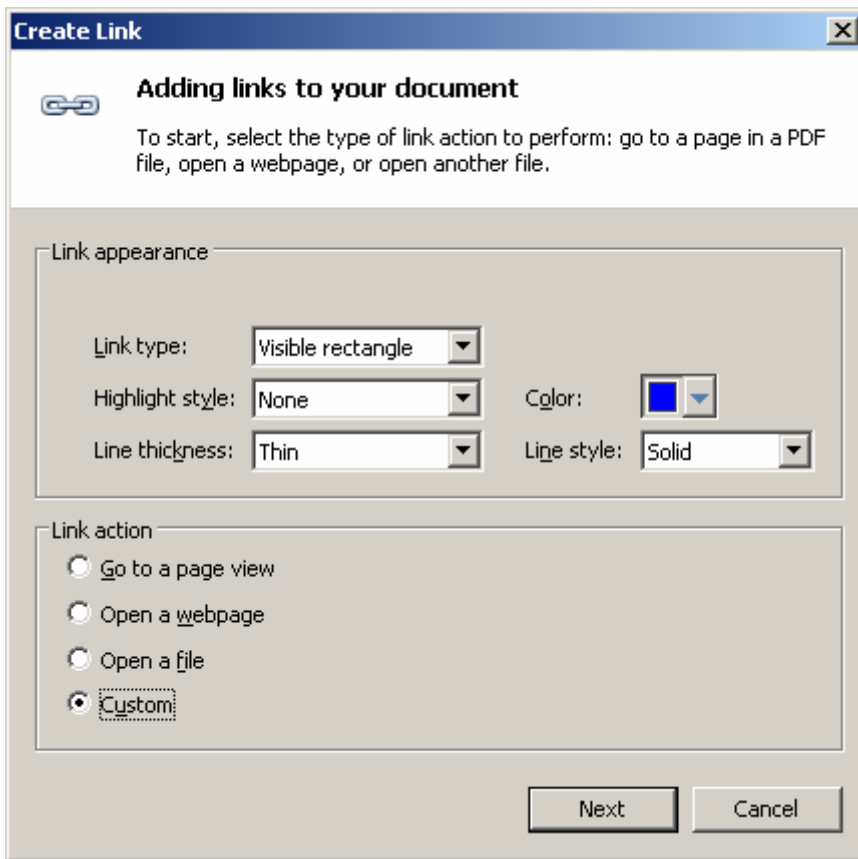 Create Link
Adding links to your document
To start, select the type of link action to perform: go to a page in a PDF
file, open a webpage, or open another file.
Link appearance
Link type: Visible rectangle
Highlight style: None Color:
Line thickness: Thin Line style: Solid
Link action
Go to a page view
Open a webpage
Open a file
Custom
Next Cancel